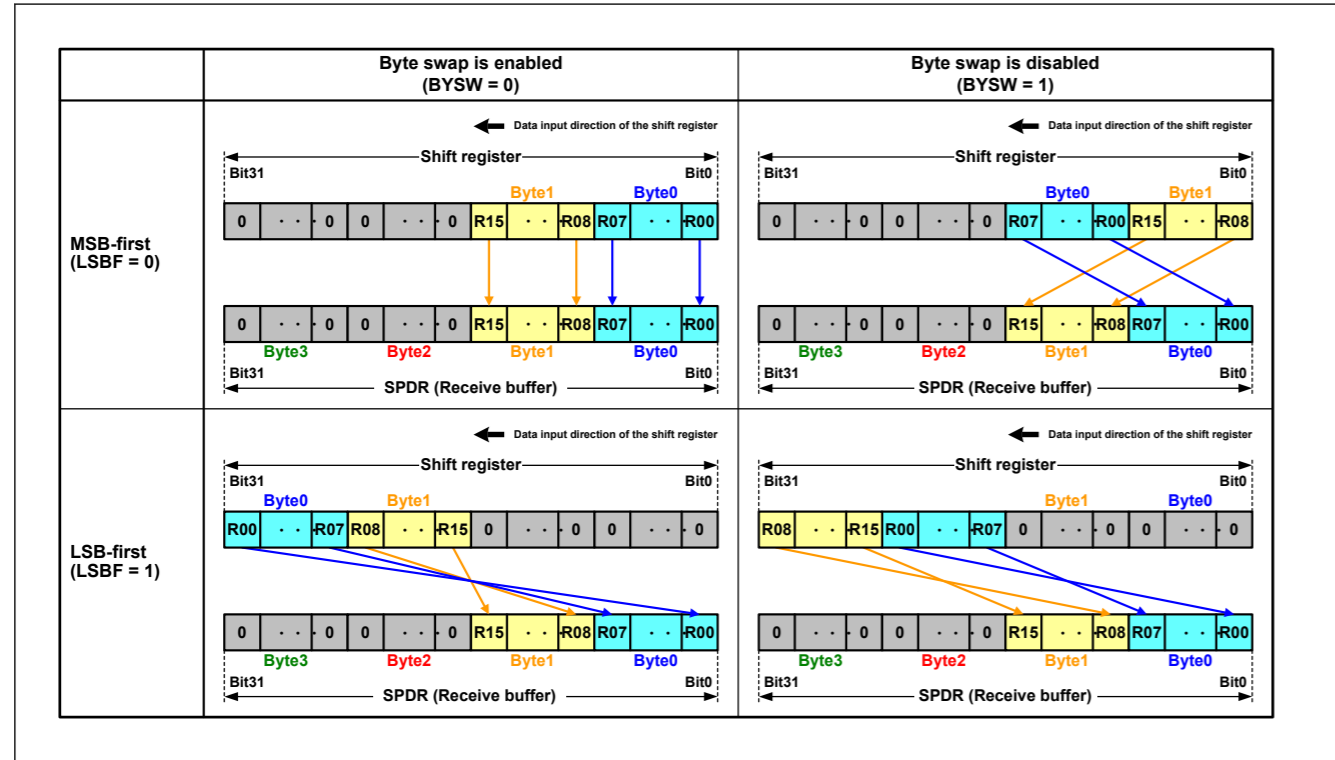 Byte swap is enabled
(BYSW = 0)
Byte swap is disabled
(BYSW = 1)
MSB-first
(LSBF = 0)
Data input direction of the shift register
Shift register
Bit31 Bit0
Byte1 Byte0
0 · · · 0 0 · · · 0 R15 · · · R08 R07 · · · R00
0 · · · 0 0 · · · 0 R15 · · · R08 R07 · · · R00
Byte3 Byte2 Byte1 Byte0
Bit31 Bit0
SPDR (Receive buffer)
Data input direction of the shift register
Shift register
Bit31 Bit0
Byte0 Byte1
0 · · · 0 0 · · · 0 R07 · · · R00 R15 · · · R08
0 · · · 0 0 · · · 0 R15 · · · R08 R07 · · · R00
Byte3 Byte2 Byte1 Byte0
Bit31 Bit0
SPDR (Receive buffer)
LSB-first
(LSBF = 1)
Data input direction of the shift register
Shift register
Bit31 Bit0
Byte0 Byte1
R00 · · · R07 R08 · · · R15 0 · · · 0 0 · · · 0
0 · · · 0 0 · · · 0 R15 · · · R08 R07 · · · R00
Byte3 Byte2 Byte1 Byte0
Bit31 Bit0
SPDR (Receive buffer)
Data input direction of the shift register
Shift register
Bit31 Bit0
Byte1 Byte0
R08 · · · R15 R00 · · · R07 0 · · · 0 0 · · · 0
0 · · · 0 0 · · · 0 R15 · · · R08 R07 · · · R00
Byte3 Byte2 Byte1 Byte0
Bit31 Bit0
SPDR (Receive buffer)